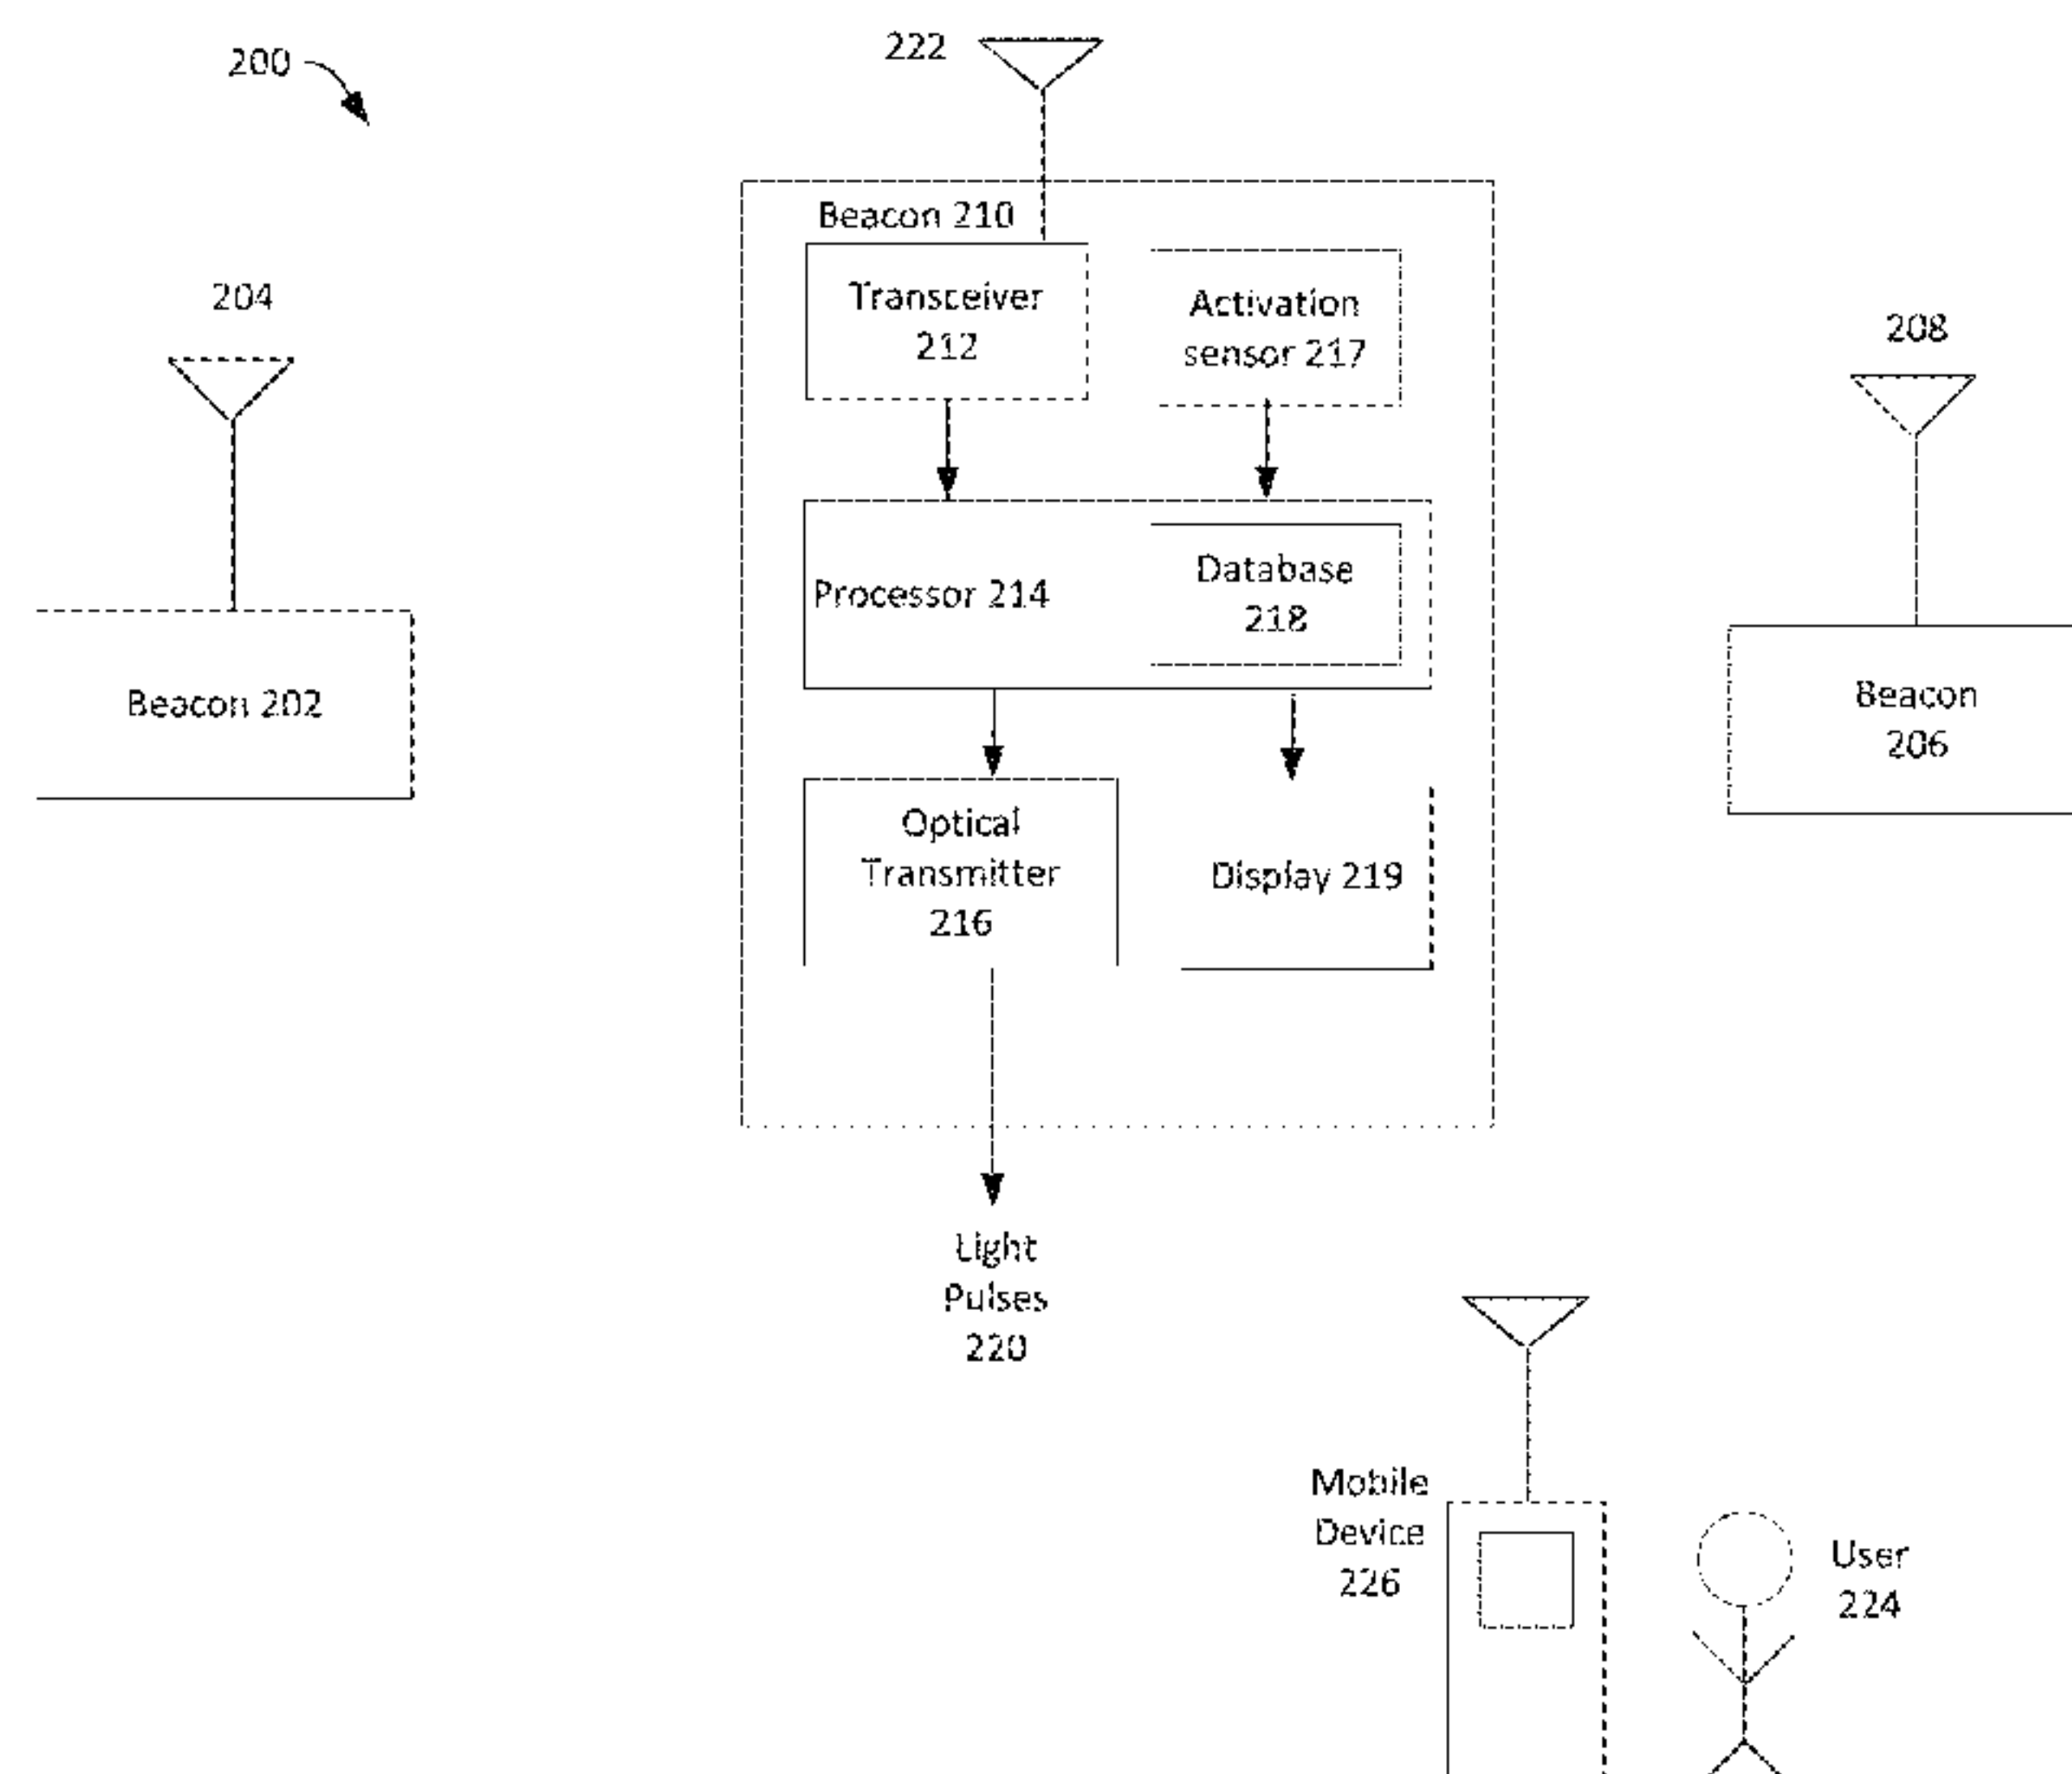 200
222
Beacon 210
204
Transceiver
212
Activation
sensor 217
208
Processor 214
Database
218
Beacon 202
Beacon
206
Optical
Transmitter
216
Display 219
Light
Pulses
220
Mobile
Device
226
User
224